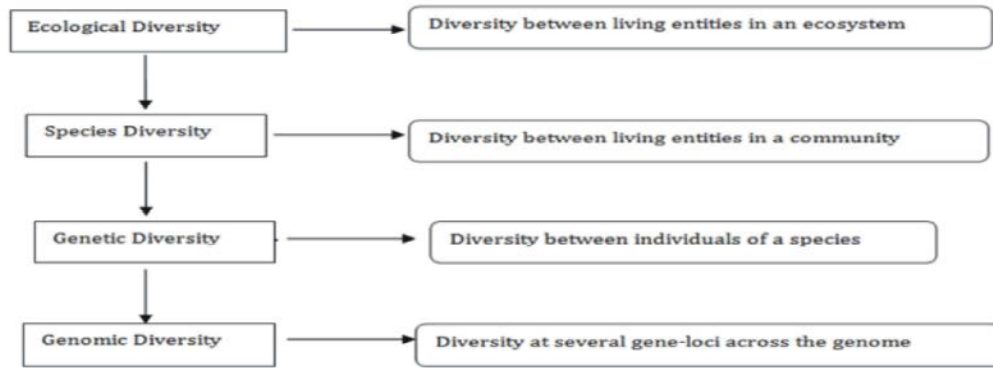 Ecological Diversity
Diversity between living entities in an ecosystem
Species Diversity
Diversity between living entities in a community
Genetic Diversity
Diversity between individuals of a species
Genomic Diversity
Diversity at several gene-loci across the genome